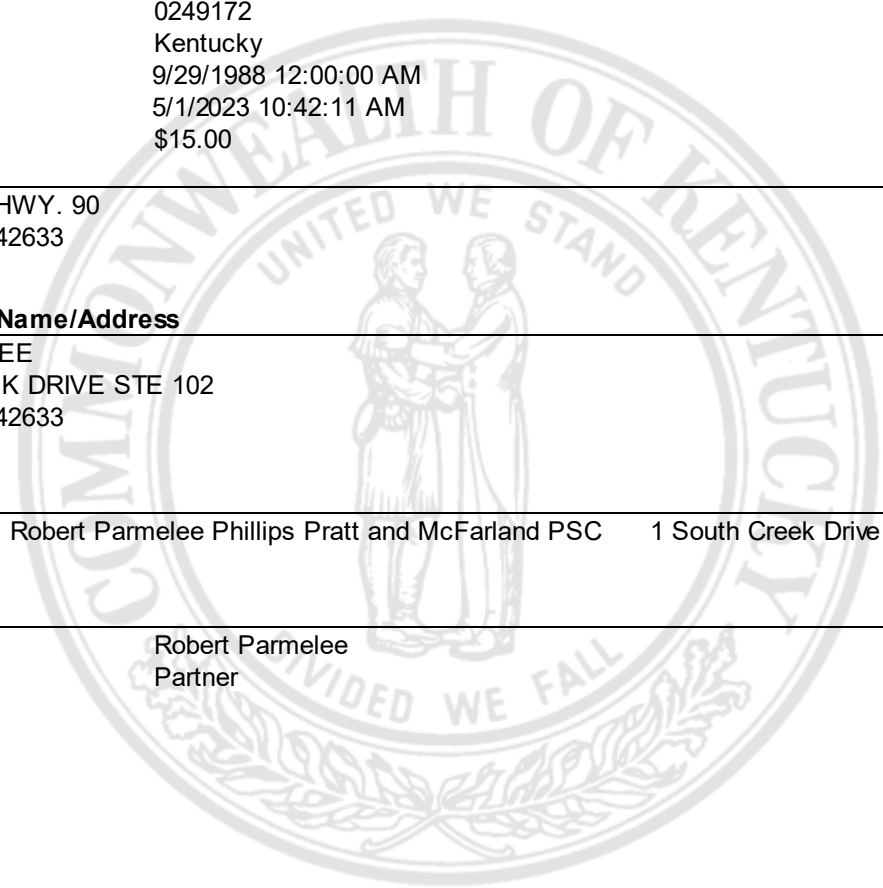 0249172
Kentucky
9/29/1988 12:00:00 AM
5/1/2023 10:42:11 AM
$15.00
HWY. 90
42633
Name/Address
EE
K DRIVE STE 102
42633
Robert Parmelee Phillips Pratt and McFarland PSC 1 South Creek Drive
Robert Parmelee
Partner
COMMONWEALTH OF KENTUCKY
UNITED WE STAND
DIVIDED WE FALL